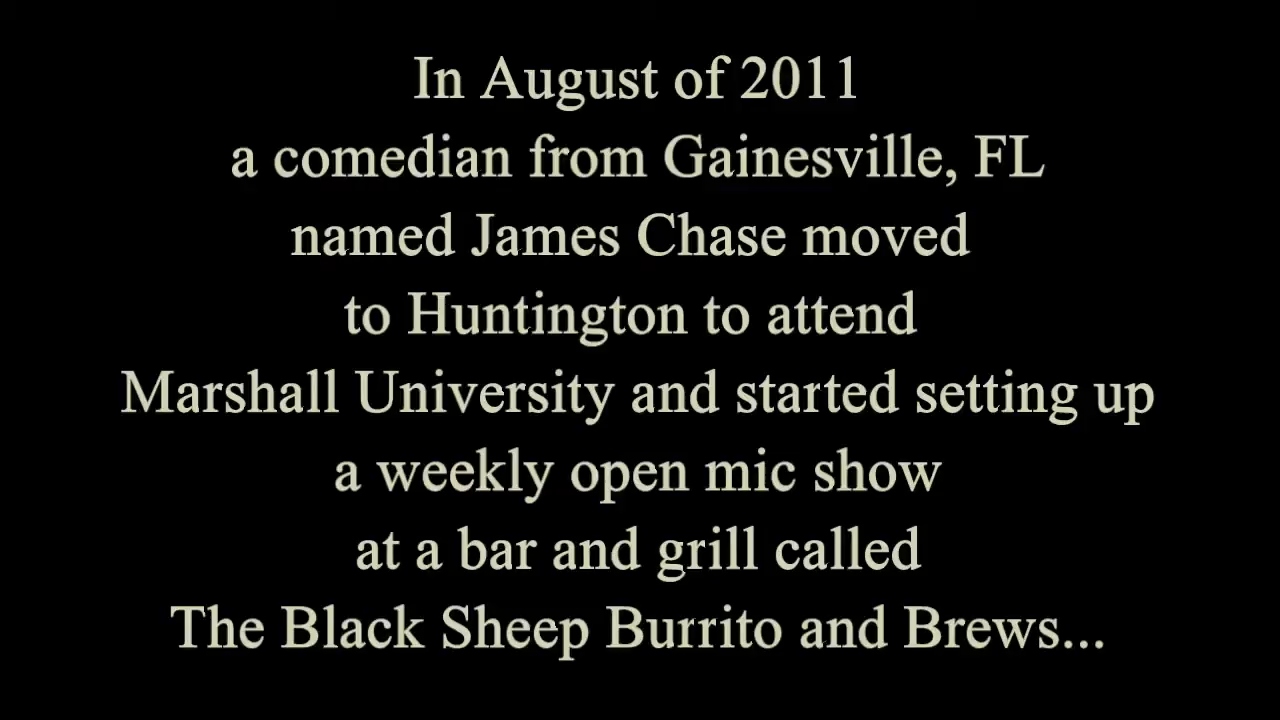 In August of 2011
a comedian from Gainesville, FL
named James Chase moved
to Huntington to attend
Marshall University and started setting up
a weekly open mic show
at a bar and grill called
The Black Sheep Burrito and Brews...